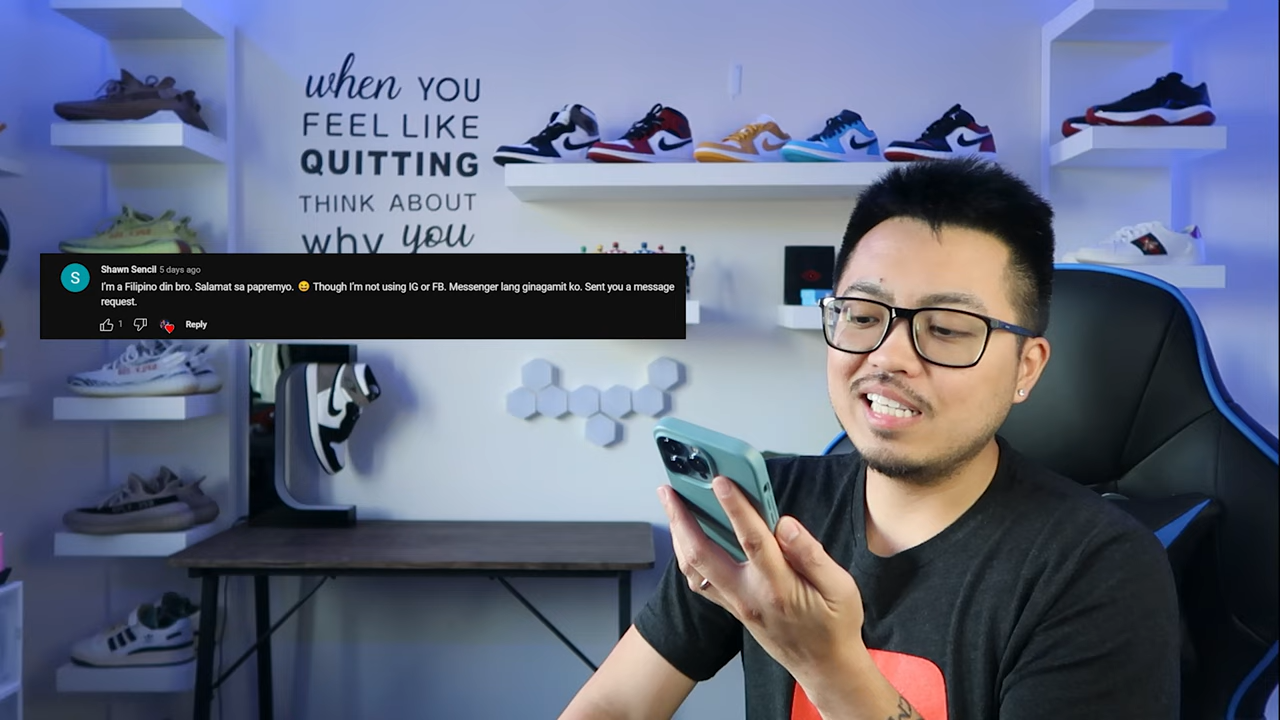 when YOU
FEEL LIKE
QUITTING
THINK ABOUT
why you
S
Shawn Sencil 5 days ago
I'm a Filipino din bro. Salamat sa papremyo. 😆 Though I'm not using IG or FB. Messenger lang ginagamit ko. Sent you a message
request.
1
Reply